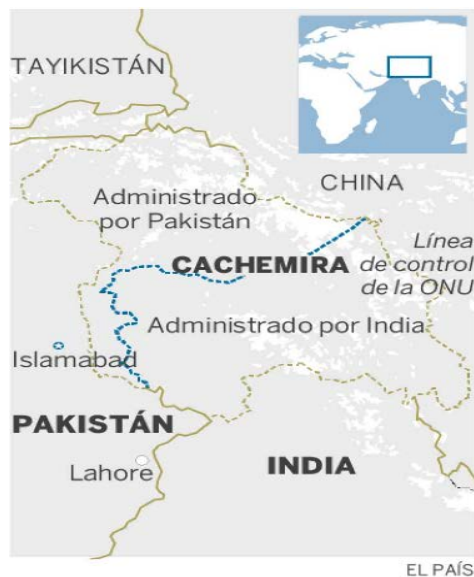 TAYIKISTÁN
CHINA
Administrado
por Pakistán
Línea
de control
de la ONU
CACHEMIRA
Administrado por India
Islamabad
PAKISTÁN
INDIA
Lahore
EL PAÍS